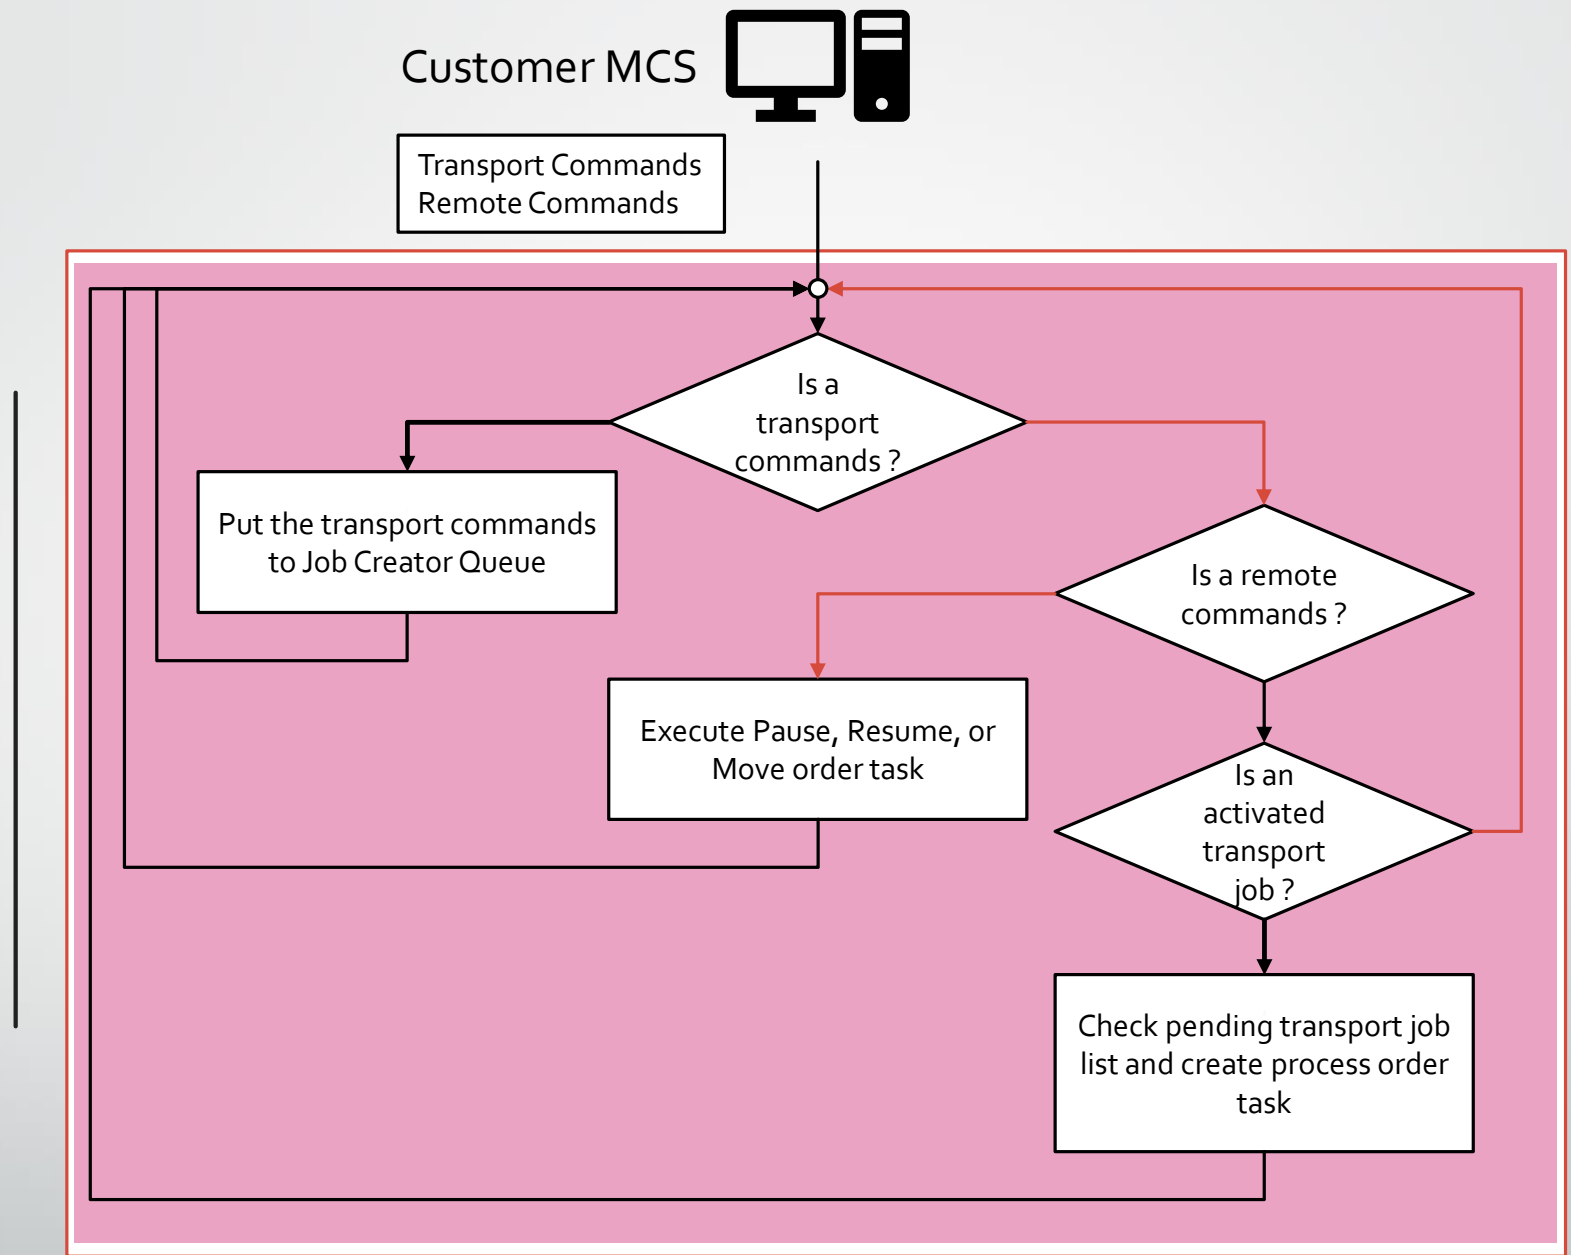 Customer MCS
Transport Commands
Remote Commands
Is a
transport
commands ?
Put the transport commands
to Job Creator Queue
Is a remote
commands ?
Execute Pause, Resume, or
Move order task
Is an
activated
transport
job ?
Check pending transport job
list and create process order
task